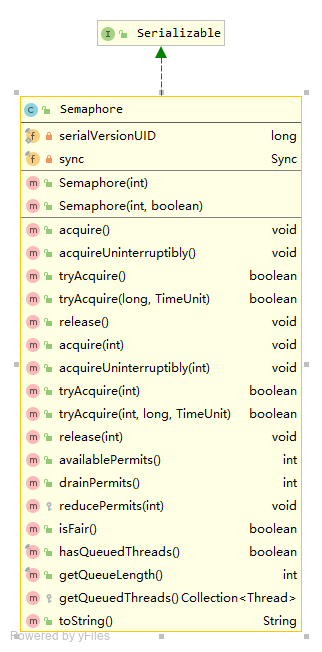 I Serializable
C Semaphore
f serialVersionUID long
f sync Sync
m Semaphore(int)
m Semaphore(int, boolean)
m acquire() void
m acquireUninterruptibly() void
m tryAcquire() boolean
m tryAcquire(long, TimeUnit) boolean
m release() void
m acquire(int) void
m acquireUninterruptibly(int) void
m tryAcquire(int) boolean
m tryAcquire(int, long, TimeUnit) boolean
m release(int) void
m availablePermits() int
m drainPermits() int
m reducePermits(int) void
m isFair() boolean
m hasQueuedThreads() boolean
m getQueueLength() int
m getQueuedThreads() Collection<Thread>
m toString() String
Powered by yFiles